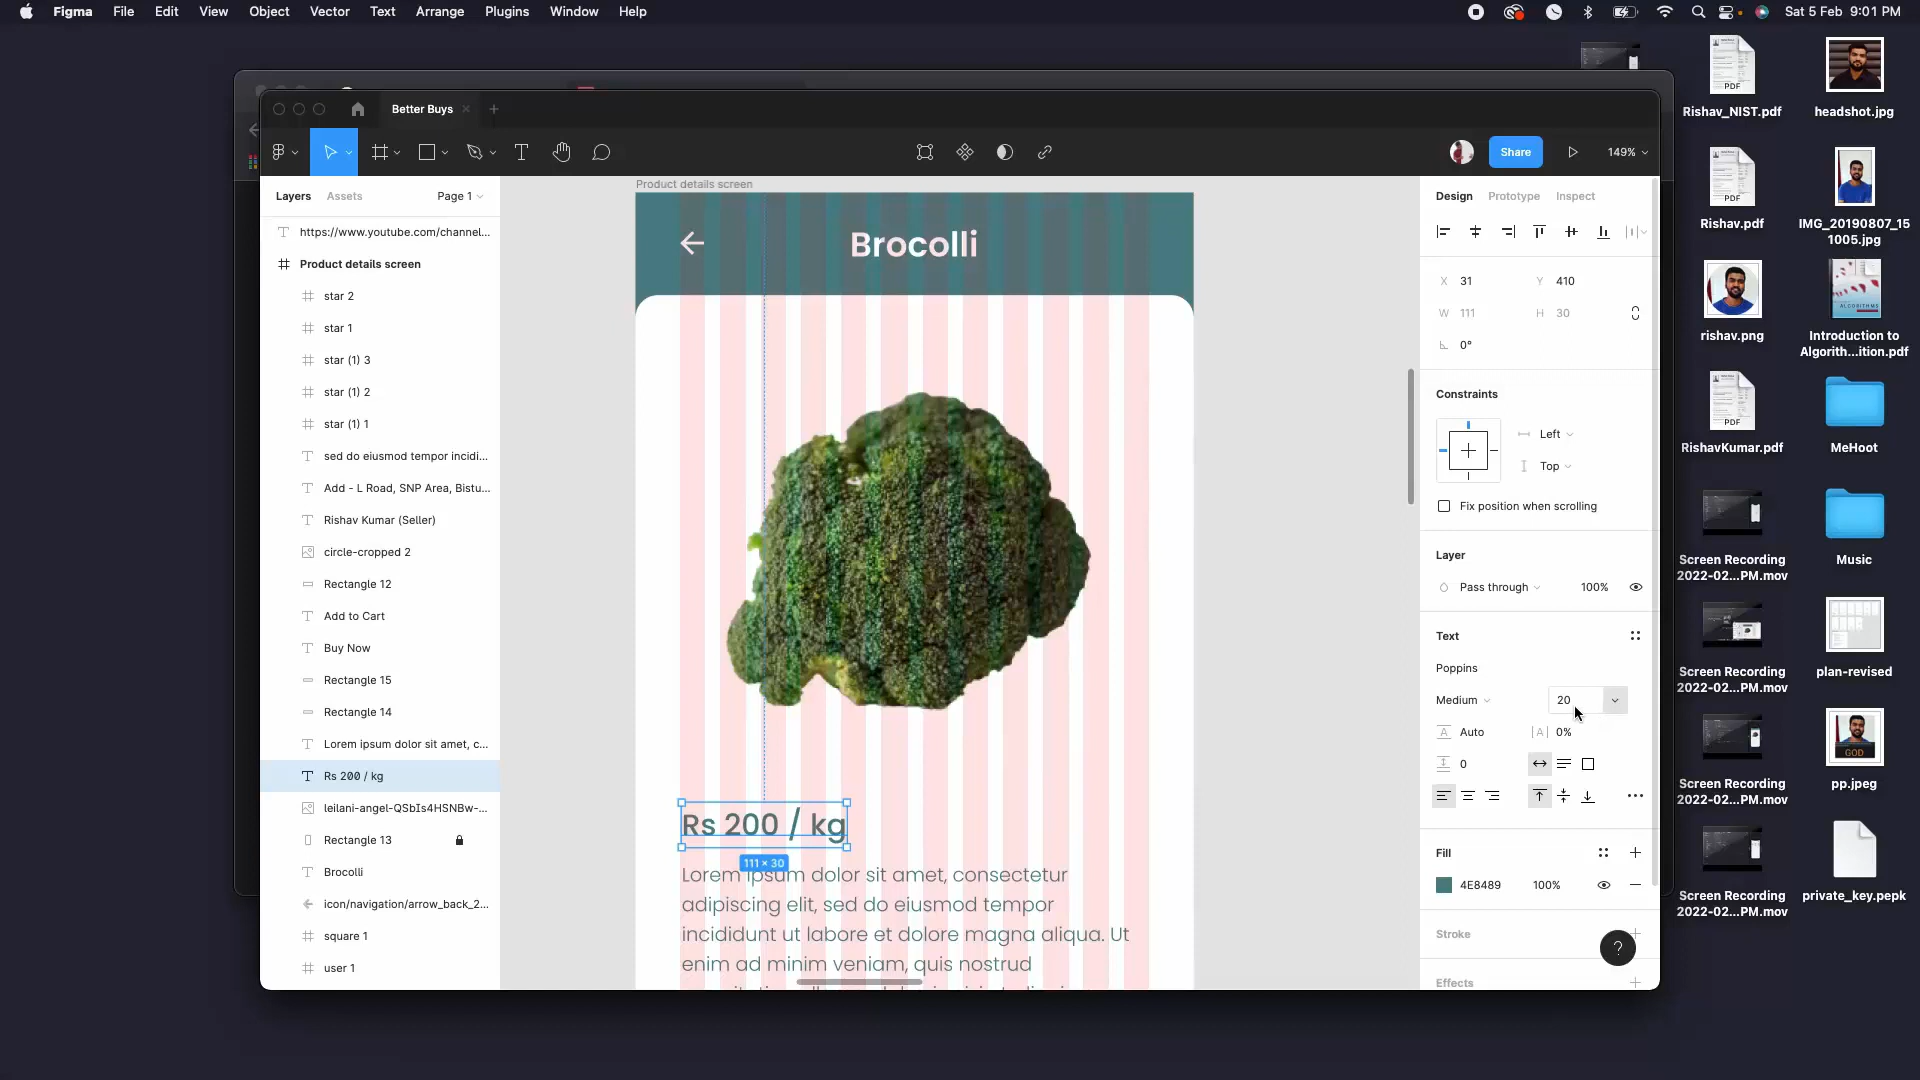 Figma File Edit View Object Vector Text Arrange Plugins Window Help
Sat 5 Feb 9:01 PM
Better Buys
Share
149%
Layers Assets Page 1
https://www.youtube.com/channel...
Product details screen
star 2
star 1
star (1) 3
star (1) 2
star (1) 1
sed do eiusmod tempor incidi...
Add - L Road, SNP Area, Bistu...
Rishav Kumar (Seller)
circle-cropped 2
Rectangle 12
Add to Cart
Buy Now
Rectangle 15
Rectangle 14
Lorem ipsum dolor sit amet, c...
Rs 200 / kg
leilani-angel-QSbIs4HSNBw-...
Rectangle 13
Brocolli
icon/navigation/arrow_back_2...
square 1
user 1
Product details screen
Brocolli
Rs 200 / kg
111 × 30
Lorem ipsum dolor sit amet, consectetur
adipiscing elit, sed do eiusmod tempor
incididunt ut labore et dolore magna aliqua. Ut
enim ad minim veniam, quis nostrud
Design Prototype Inspect
X 31 Y 410
W 111 H 30
0°
Constraints
Left
Top
Fix position when scrolling
Layer
Pass through 100%
Text
Poppins
Medium 20
A Auto |A| 0%
0
Fill
4E8489 100%
Stroke
?
Effects
PDF
Rishav_NIST.pdf
headshot.jpg
PDF
Rishav.pdf
IMG_20190807_15
1005.jpg
rishav.png
ALGORITHMS
Introduction to
Algorith...ition.pdf
PDF
RishavKumar.pdf
MeHoot
Screen Recording
2022-02...PM.mov
Music
Screen Recording
2022-02...PM.mov
plan-revised
Screen Recording
2022-02...PM.mov
GOD
pp.jpeg
Screen Recording
2022-02...PM.mov
private_key.pepk